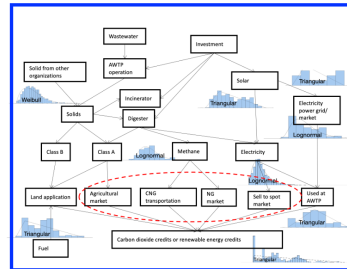 Wastewater
Investment
Solid from other
organizations
AWTP
operation
Solar
Triangular
Incinerator
Weibull
Triangular
Electricity
power grid/
market
Solids
Digester
Lognormal
Class B
Class A
Methane
Electricity
Lognormal
Lognormal
Land application
Agricultural
market
CNG
transportation
NG
market
Sell to spot
market
Used at
AWTP
Triangular
Triangular
Fuel
Carbon dioxide credits or renewable energy credits
Triangular